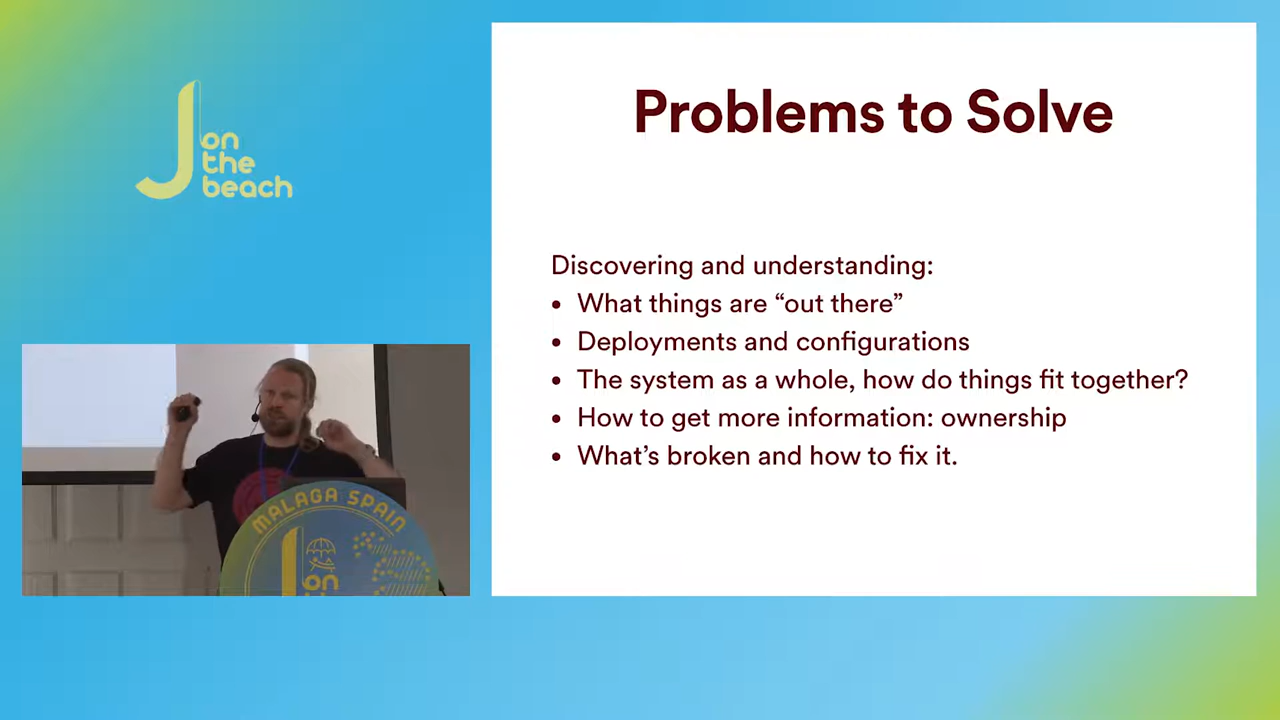 J on
the
beach
Problems to Solve
Discovering and understanding:
• What things are “out there”
• Deployments and configurations
• The system as a whole, how do things fit together?
• How to get more information: ownership
• What’s broken and how to fix it.
MALAGA SPAIN
J on